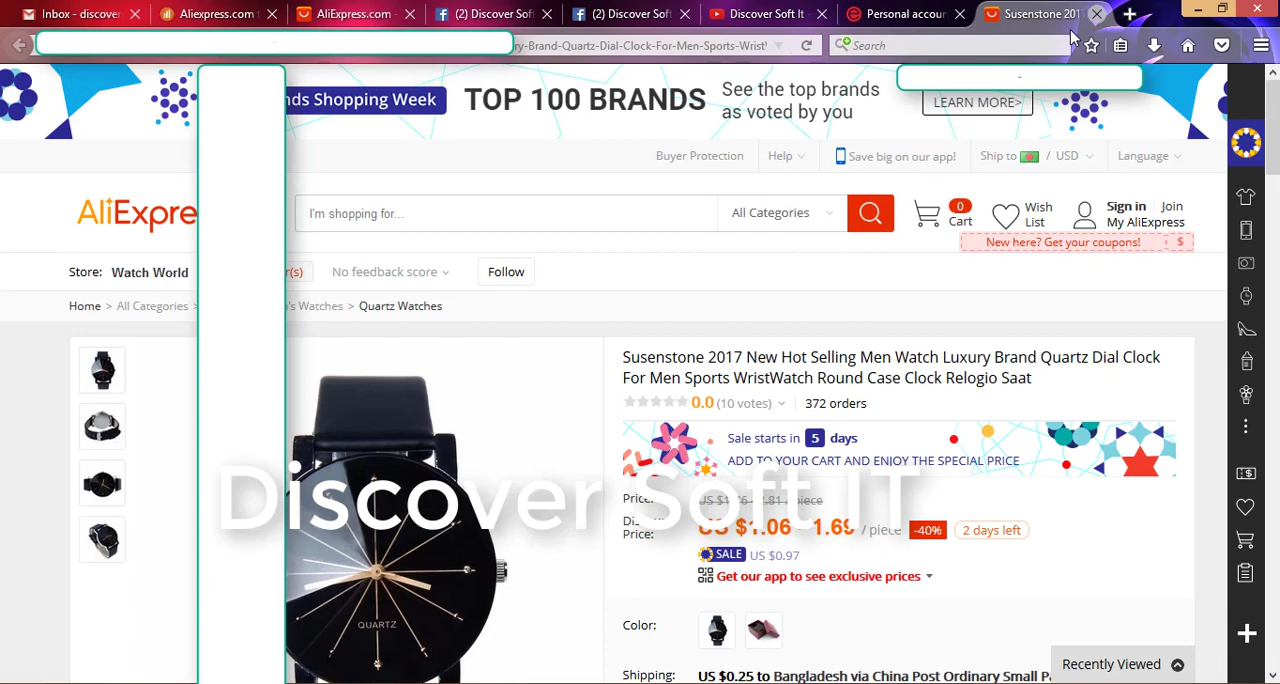 Inbox - discover
Aliexpress.com
AliExpress.com -
(2) Discover Sof
(2) Discover Soft
Discover Soft It -
Personal accoun
Susenstone 201
ry-Brand-Quartz-Dial-Clock-For-Men-Sports-Wrist
Search
nds Shopping Week
TOP 100 BRANDS
See the top brands
as voted by you
LEARN MORE>
Buyer Protection
Help
Save big on our app!
Ship to / USD
Language
AliExpre
I'm shopping for...
All Categories
0
Cart
Wish
List
Sign in
Join
My AliExpress
New here? Get your coupons!
$
Store: Watch World
r(s)
No feedback score
Follow
Home > All Categories > 's Watches > Quartz Watches
Susenstone 2017 New Hot Selling Men Watch Luxury Brand Quartz Dial Clock
For Men Sports WristWatch Round Case Clock Relogio Saat
0.0 (10 votes)
372 orders
Sale starts in 5 days
ADD TO YOUR CART AND ENJOY THE SPECIAL PRICE
Discover Soft IT
Price:
Price:
US $1.06 - 1.69 / piece
-40%
2 days left
SALE US $0.97
Get our app to see exclusive prices
QUARTZ
Color:
Shipping:
US $0.25 to Bangladesh via China Post Ordinary Small
Recently Viewed